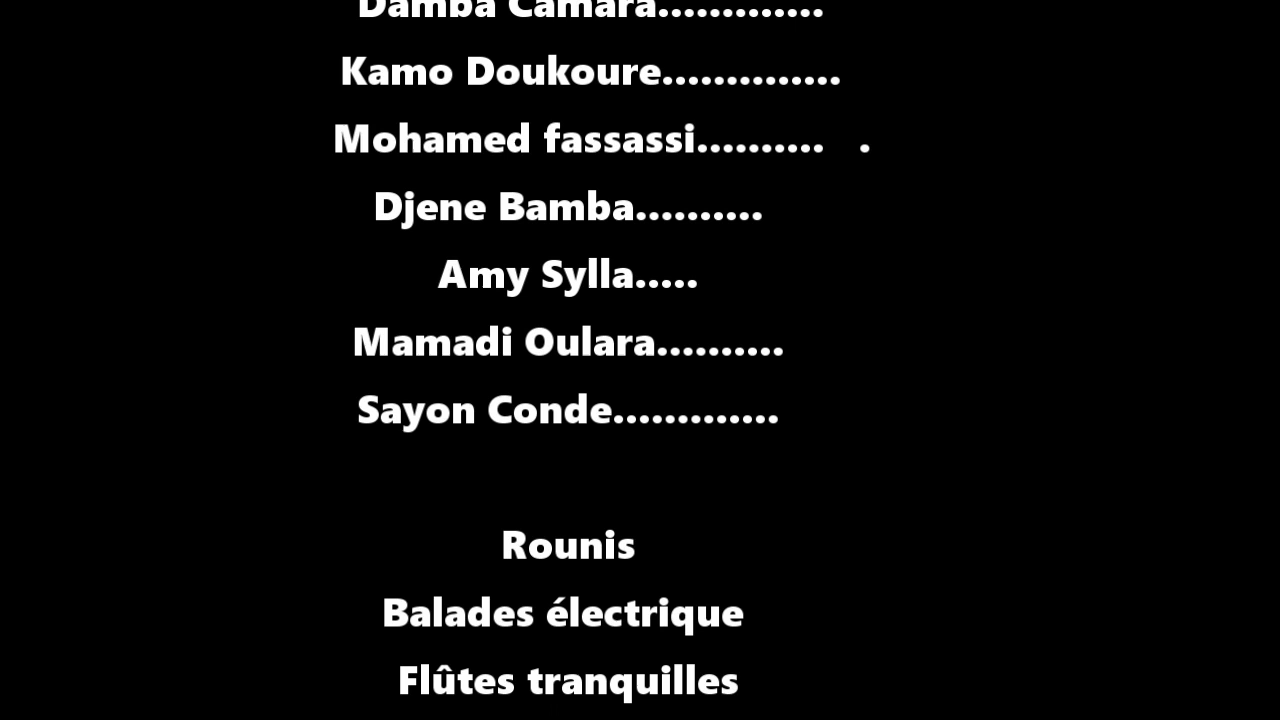 Damba Camara.............
Kamo Doukoure..............
Mohamed fassassi.......... .
Djene Bamba..........
Amy Sylla.....
Mamadi Oulara..........
Sayon Conde.............
Rounis
Balades électrique
Flûtes tranquilles